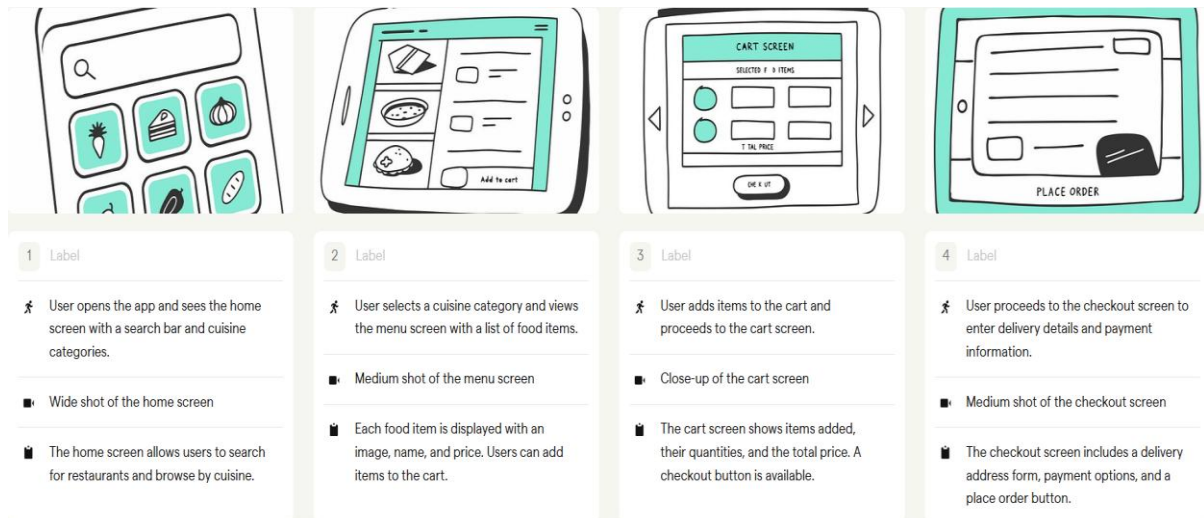 Add to cart
CART SCREEN
SELECTED F D ITEMS
T TAL PRICE
CHE K UT
PLACE ORDER
1 Label
User opens the app and sees the home
screen with a search bar and cuisine
categories.
Wide shot of the home screen
The home screen allows users to search
for restaurants and browse by cuisine.
2 Label
User selects a cuisine category and views
the menu screen with a list of food items.
Medium shot of the menu screen
Each food item is displayed with an
image, name, and price. Users can add
items to the cart.
3 Label
User adds items to the cart and
proceeds to the cart screen.
Close-up of the cart screen
The cart screen shows items added,
their quantities, and the total price. A
checkout button is available.
4 Label
User proceeds to the checkout screen to
enter delivery details and payment
information.
Medium shot of the checkout screen
The checkout screen includes a delivery
address form, payment options, and a
place order button.